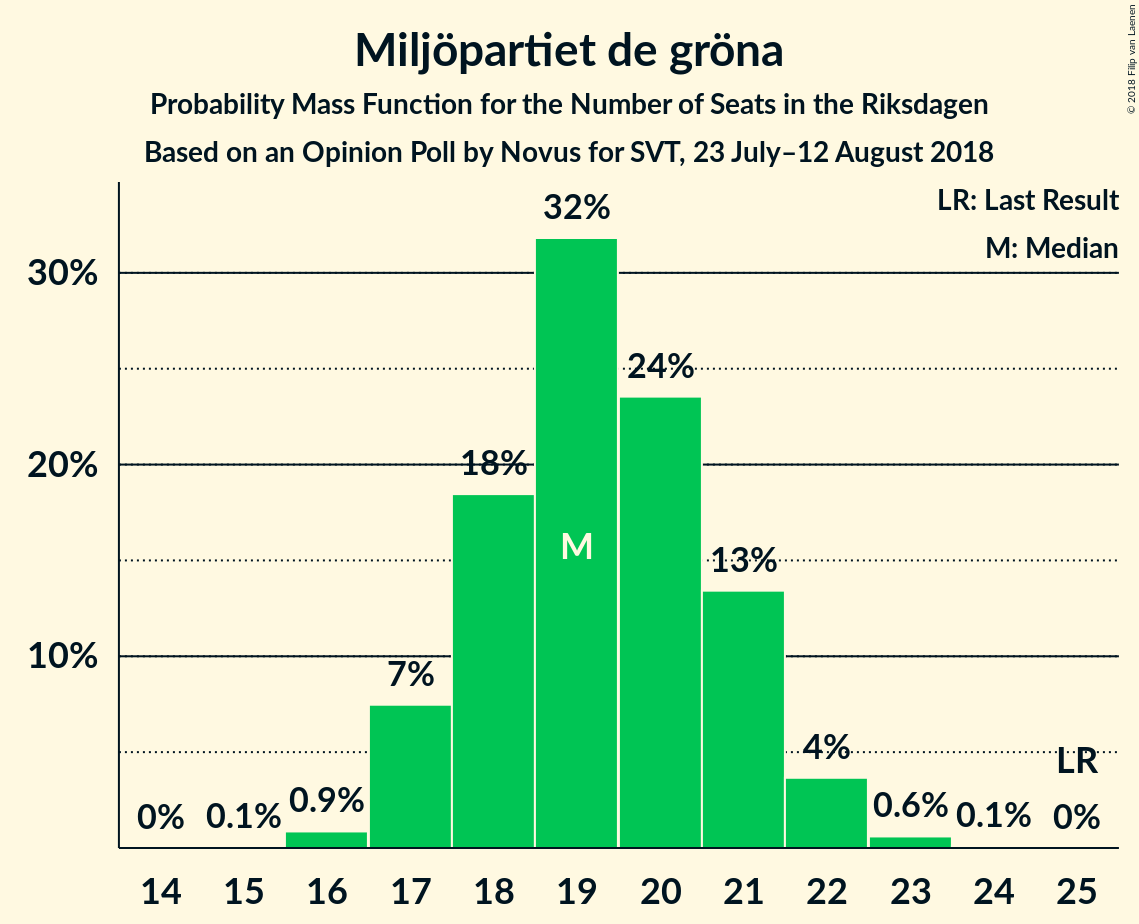 Miljöpartiet de gröna
Probability Mass Function for the Number of Seats in the Riksdagen
Based on an Opinion Poll by Novus for SVT, 23 July–12 August 2018
© 2018 Filip van Laenen
LR: Last Result
M: Median
32%
30%
24%
20%
18%
M
13%
10%
7%
4%
LR
0%
0.1%
0.9%
0.6%
0.1%
0%
14 15 16 17 18 19 20 21 22 23 24 25